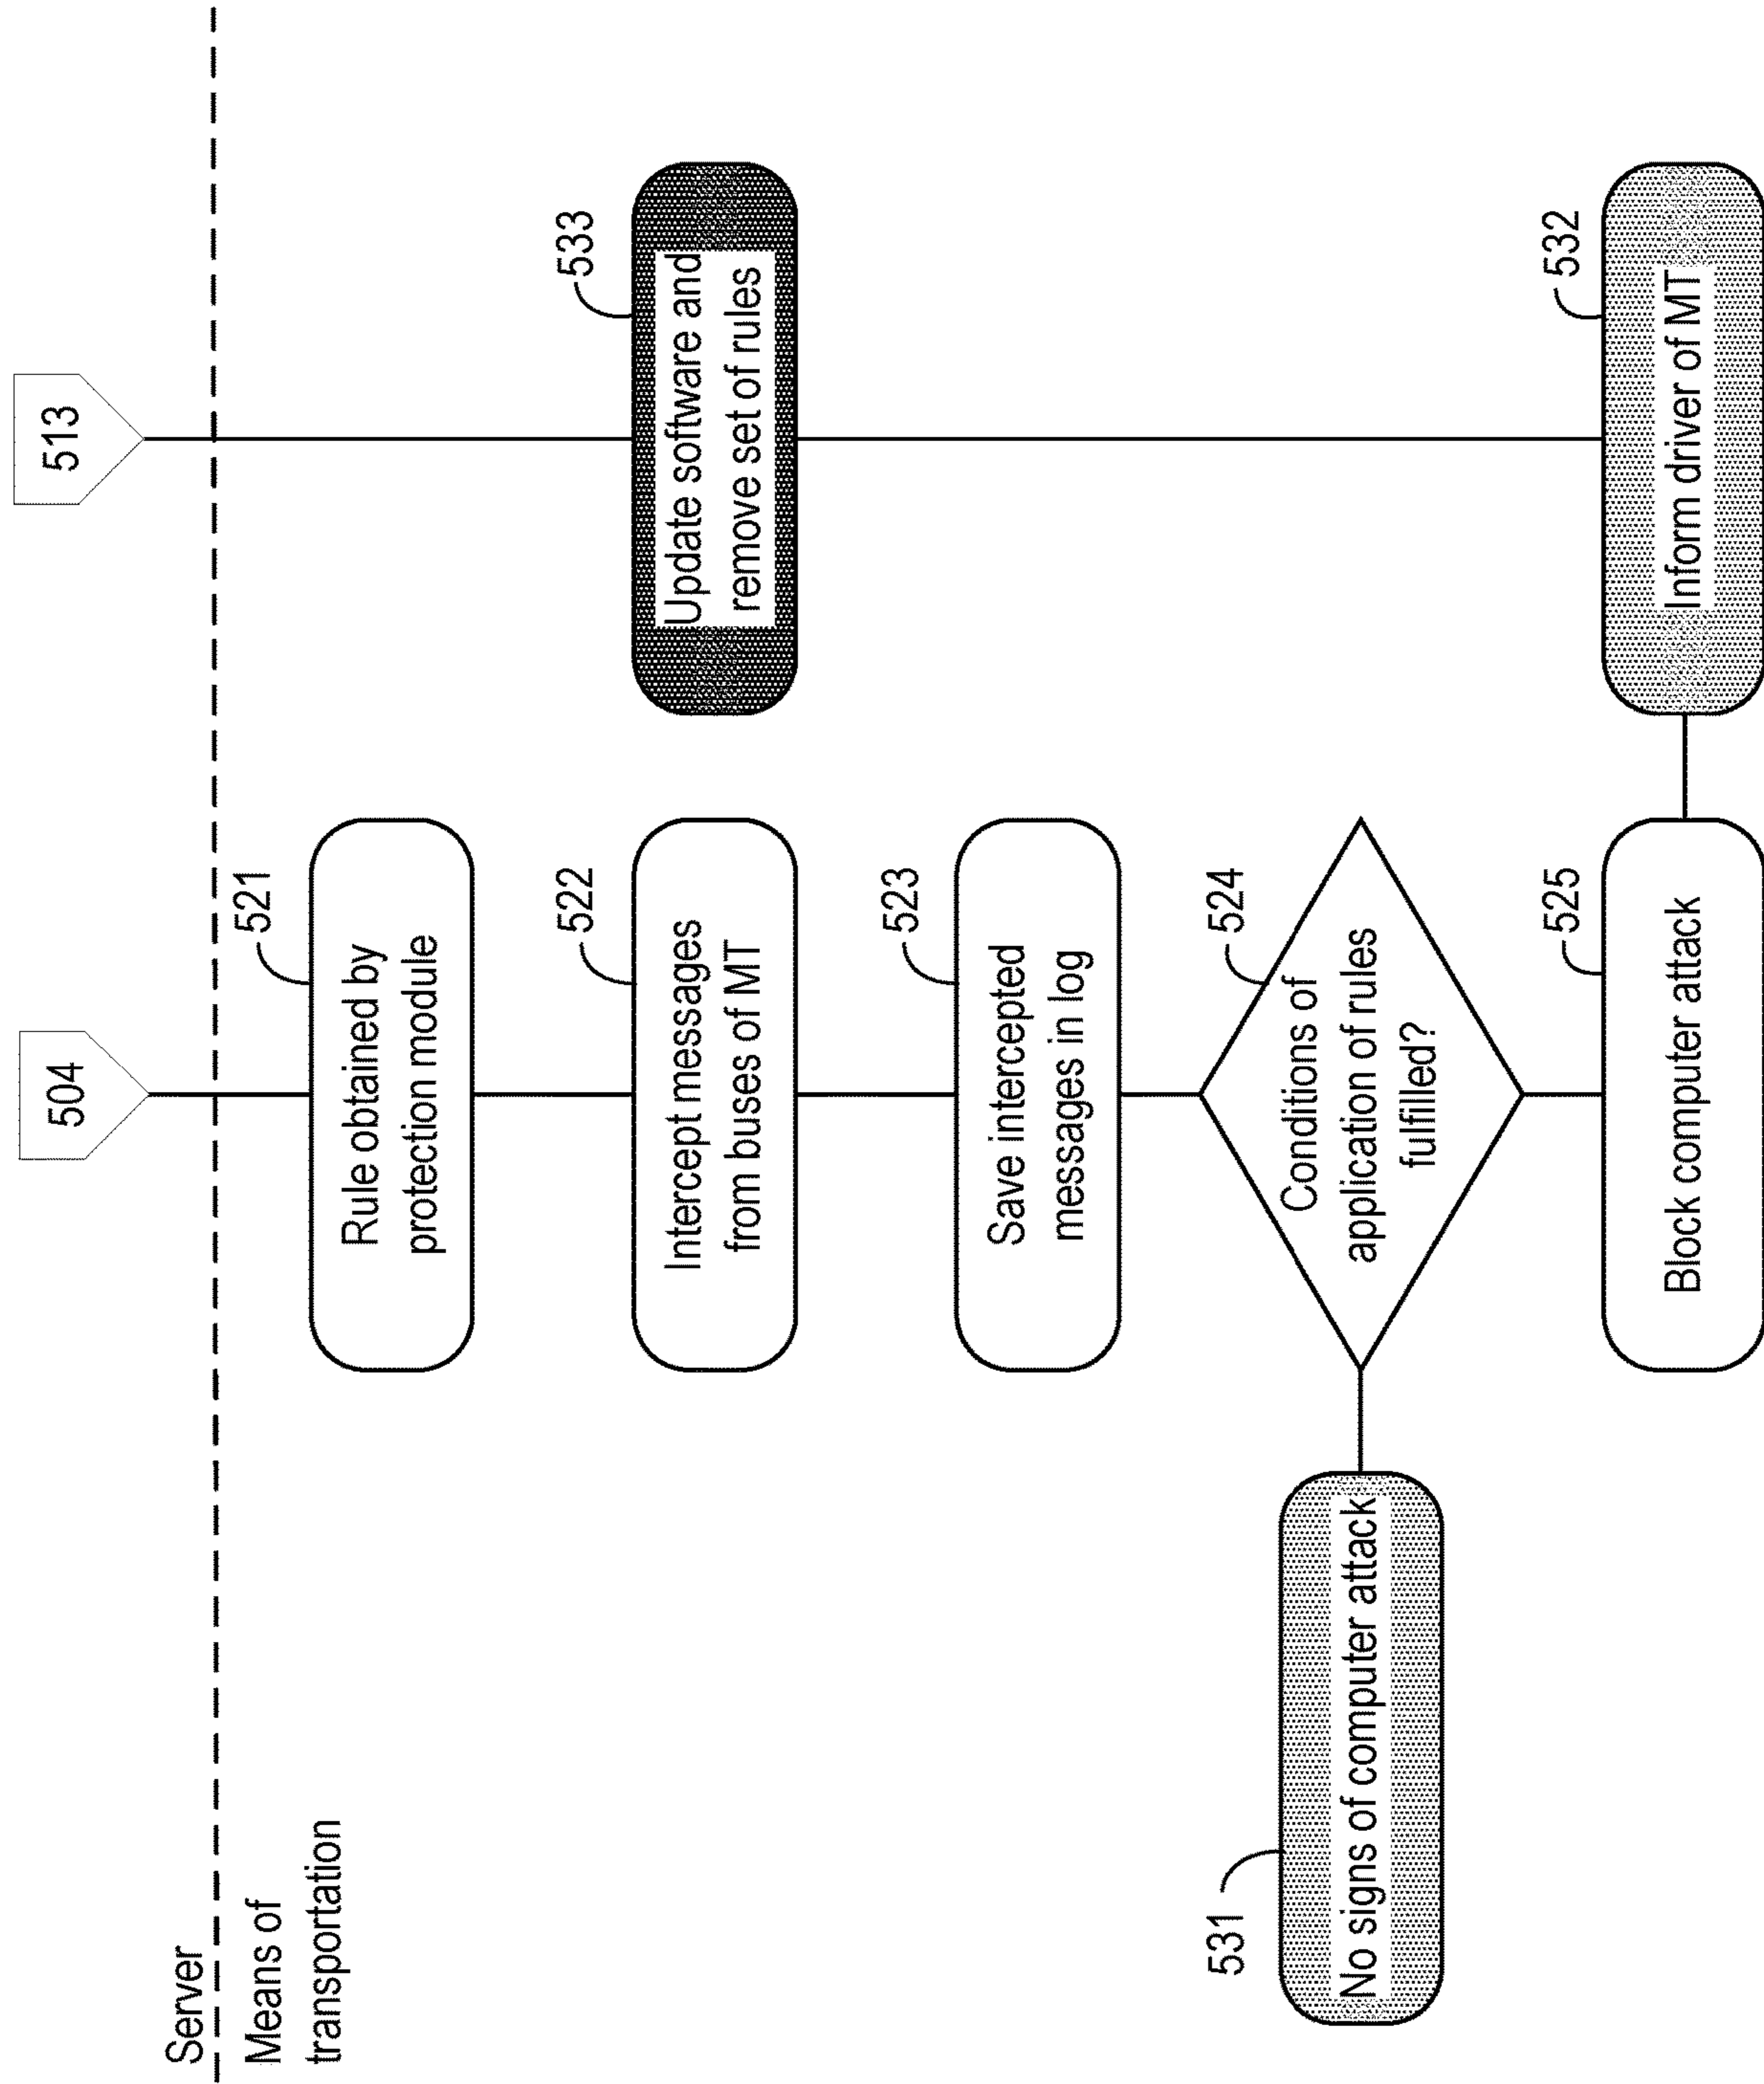 Server
Means of
transportation
504
513
521
Rule obtained by
protection module
522
Intercept messages
from buses of MT
533
Update software and
remove set of rules
523
Save intercepted
messages in log
531
No signs of computer attack
524
Conditions of
application of rules
fulfilled?
525
Block computer attack
532
Inform driver of MT